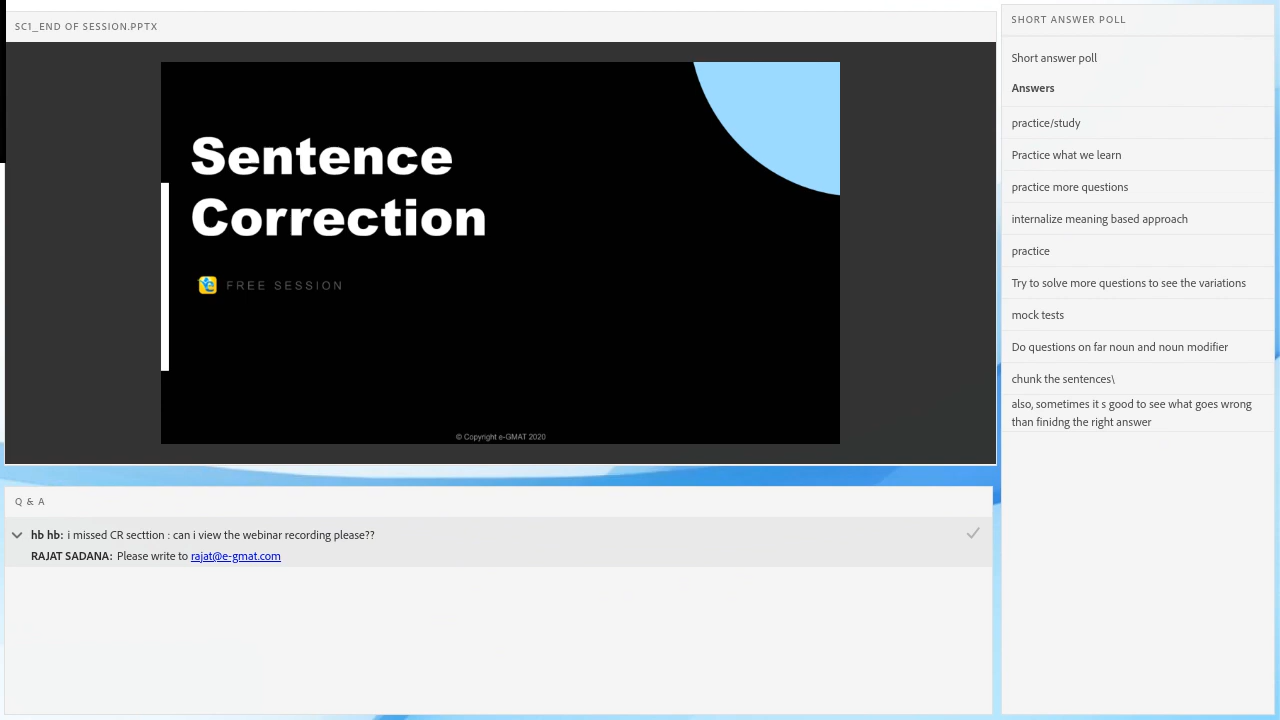 SC1_END OF SESSION.PPTX
Sentence
Correction
FREE SESSION
© Copyright e-GMAT 2020
Q & A
hb hb: i missed CR secttion : can i view the webinar recording please??
RAJAT SADANA: Please write to rajat@e-gmat.com
SHORT ANSWER POLL
Short answer poll
Answers
practice/study
Practice what we learn
practice more questions
internalize meaning based approach
practice
Try to solve more questions to see the variations
mock tests
Do questions on far noun and noun modifier
chunk the sentences\
also, sometimes it s good to see what goes wrong
than finidng the right answer